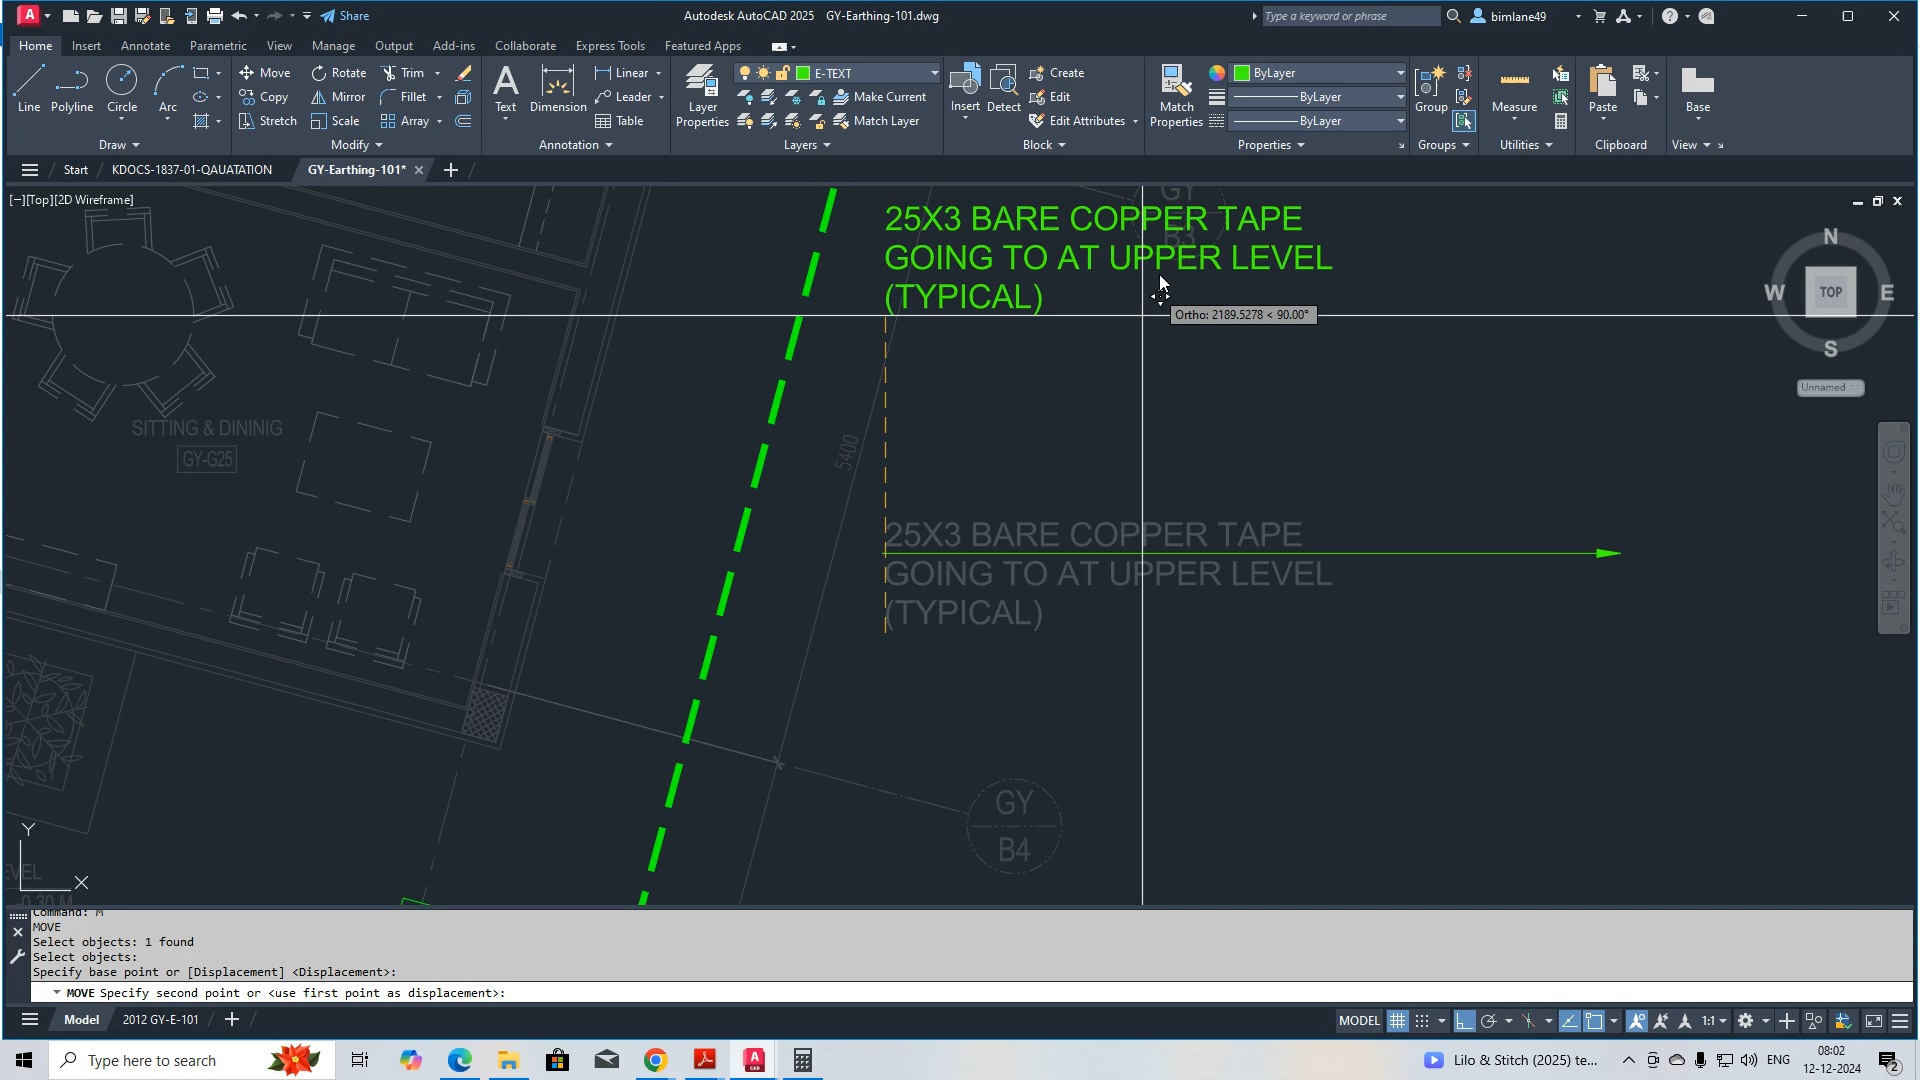 Share
Autodesk AutoCAD 2025 GY-Earthing-101.dwg
Type a keyword or phrase
bimlane49
Home Insert Annotate Parametric View Manage Output Add-ins Collaborate Express Tools Featured Apps
Line Polyline Circle Arc
Move Rotate Trim
Copy Mirror Fillet
Stretch Scale Array
Text Dimension
Linear
Leader
Table
Layer Properties
E-TEXT
Make Current
Match Layer
Insert Detect
Create
Edit
Edit Attributes
Match Properties
ByLayer
ByLayer
ByLayer
Group
Measure
Paste
Base
Draw Modify Annotation Layers Block Properties Groups Utilities Clipboard View
Start KDOCS-1837-01-QAUATATION GY-Earthing-101*
[−][Top][2D Wireframe]
25X3 BARE COPPER TAPE
GOING TO AT UPPER LEVEL
(TYPICAL)
GY
B3
Ortho: 2189.5278 < 90.00°
N
W TOP E
S
Unnamed
SITTING & DININIG
GY-G25
5400
25X3 BARE COPPER TAPE
GOING TO AT UPPER LEVEL
(TYPICAL)
GY
B4
Y
X
EVEL
-0.30 M
Command: M
MOVE
Select objects: 1 found
Select objects:
Specify base point or [Displacement] <Displacement>:
MOVE Specify second point or <use first point as displacement>:
Model 2012 GY-E-101
MODEL
1:1
Type here to search
Lilo & Stitch (2025) te...
ENG
08:02
12-12-2024
2